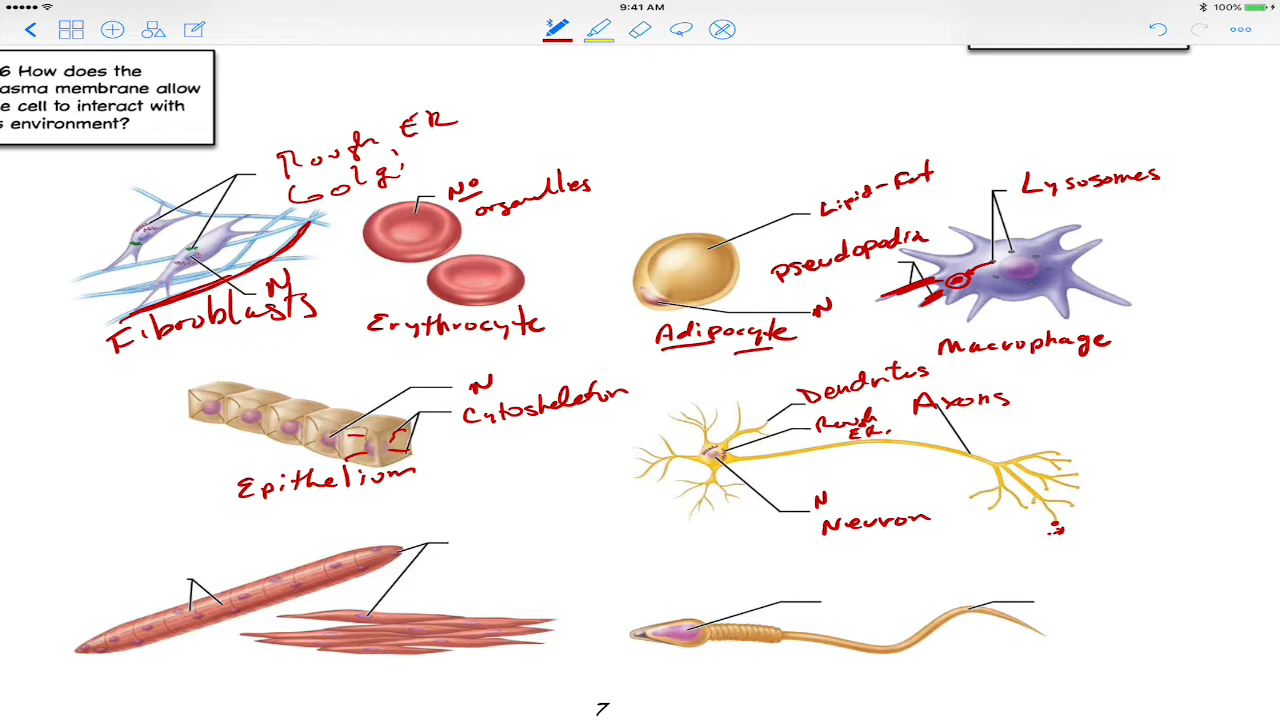 9:41 AM
100%
6 How does the
asma membrane allow
e cell to interact with
s environment?
Rough ER
Golgi
N
Fibroblasts
No
organelles
Erythrocyte
Lipid-Fat
N
Adipocyte
Lysosomes
pseudopodia
Macrophage
N
Cytoskeleton
Epithelium
Dendrites
Rough
ER.
Axons
N
Neuron
7